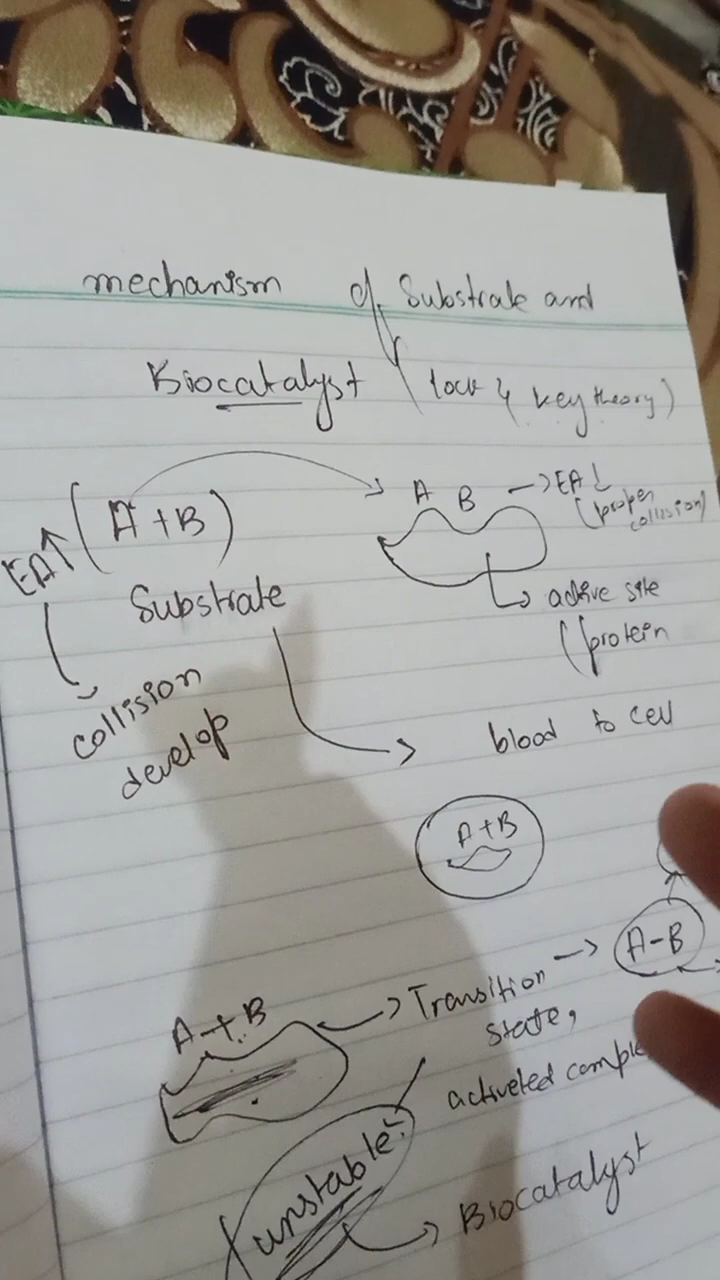 mechanism of Substrate and
Biocatalyst (lock & key theory)
EA↑ (A + B)
A B → EA↓
(proper
collision)
Substrate
active site
(protein
collision
develop
blood to cell
A+B
A + B
Transition → A-B
state,
activeted comple
unstable
Biocatalyst